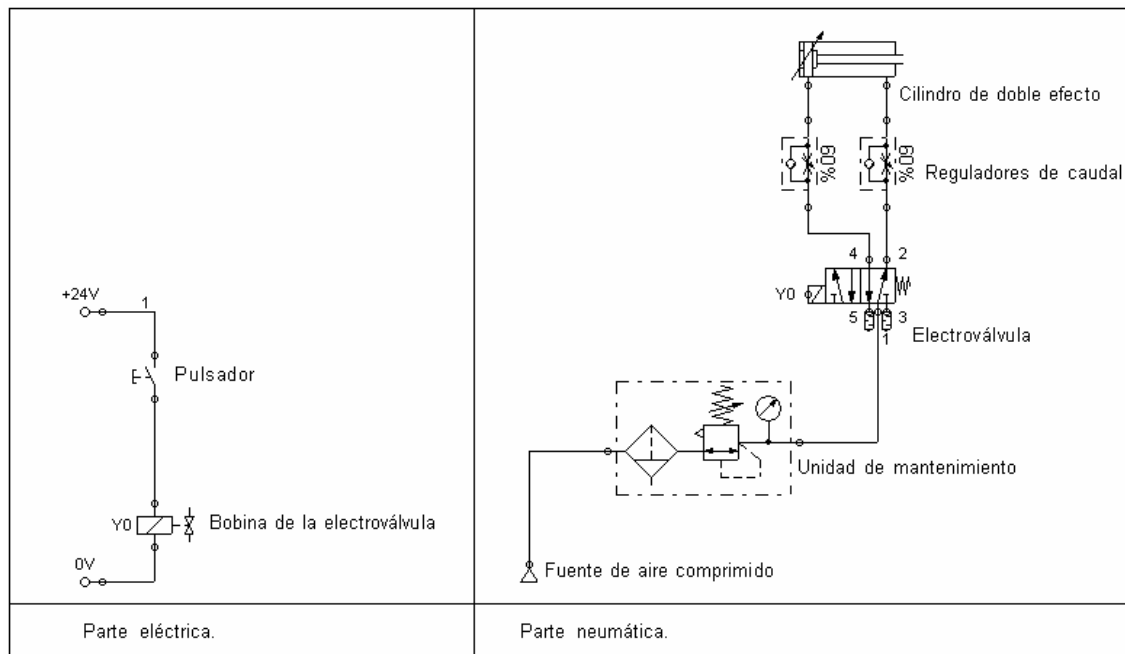 Cilindro de doble efecto
60%
60%
Reguladores de caudal
4
2
+24V
1
Y0
5
3
1
Electroválvula
Pulsador
Unidad de mantenimiento
Y0
Bobina de la electroválvula
0V
Fuente de aire comprimido
Parte eléctrica.
Parte neumática.